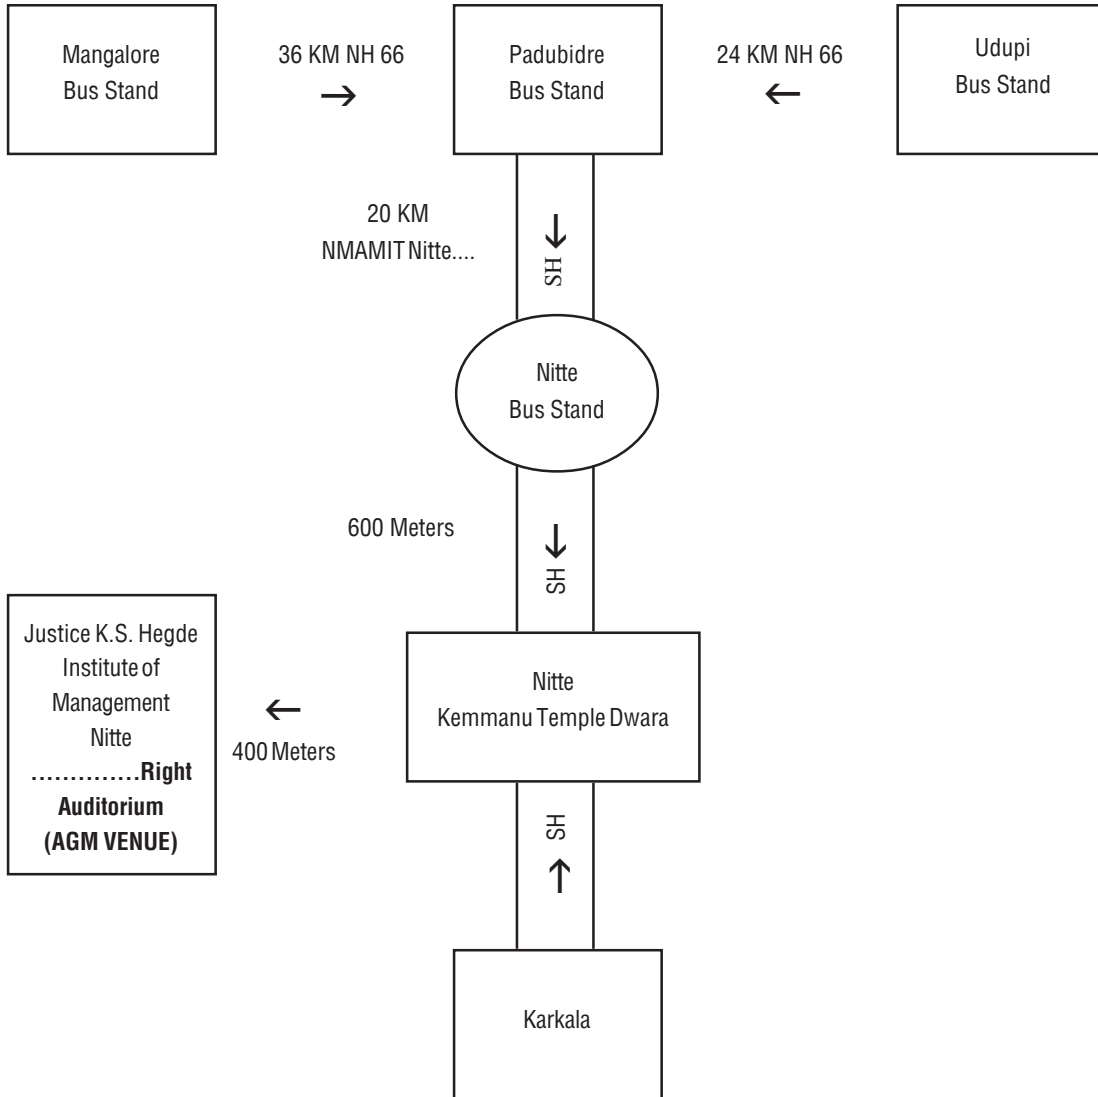 Mangalore
Bus Stand
36 KM NH 66
→
Padubidre
Bus Stand
24 KM NH 66
←
Udupi
Bus Stand
20 KM
NMAMIT Nitte....
SH
Nitte
Bus Stand
600 Meters
SH
Justice K.S. Hegde
Institute of
Management
Nitte
..............Right
Auditorium
(AGM VENUE)
←
400 Meters
Nitte
Kemmanu Temple Dwara
SH
Karkala